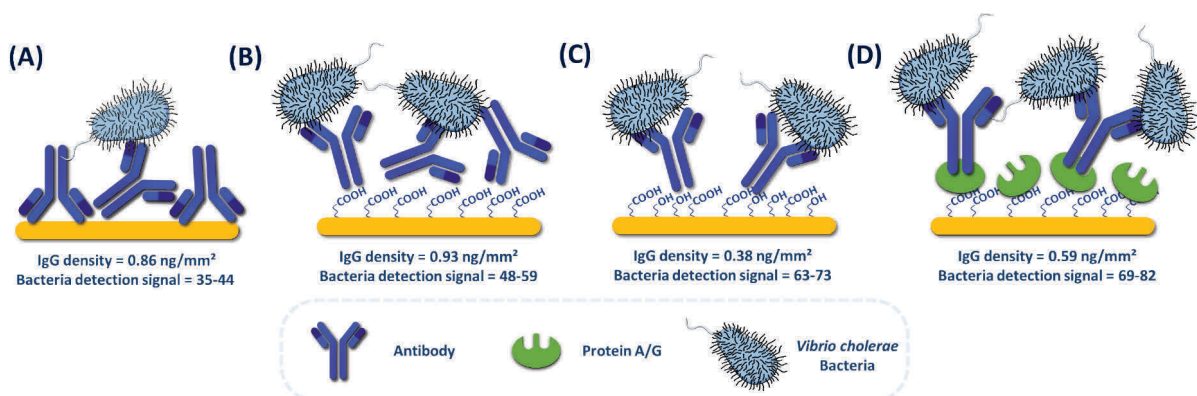 (A)
IgG density = 0.86 ng/mm²
Bacteria detection signal = 35-44
(B)
COOH COOH COOH COOH COOH COOH
IgG density = 0.93 ng/mm²
Bacteria detection signal = 48-59
(C)
COOH OH OH COOH COOH OH OH COOH OH
IgG density = 0.38 ng/mm²
Bacteria detection signal = 63-73
(D)
COOH COOH COOH COOH COOH COOH
IgG density = 0.59 ng/mm²
Bacteria detection signal = 69-82
Antibody
Protein A/G
Vibrio cholerae
Bacteria